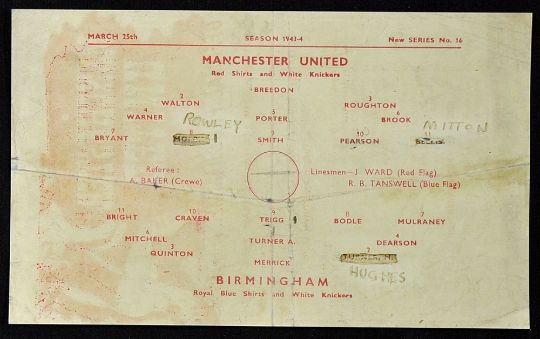 MARCH 25th SEASON 1943-4 New SERIES No. 16
MANCHESTER UNITED
Red Shirts and White Knickers
BREEDON
2 3
WALTON ROUGHTON
4 5 6
WARNER PORTER BROOK
ROWLEY MITTON
7 8 9 10 11
BRYANT SMITH PEARSON BELLIS
Referee: Linesmen—J. WARD (Red Flag)
A. BAKER (Crewe) R. B. TANSWELL (Blue Flag)
11 10 9 8 7
BRIGHT CRAVEN TRIGG BODLE MULRANEY
6 5 4
MITCHELL TURNER A. DEARSON
3 2
QUINTON
MERRICK
HUGHES
BIRMINGHAM
Royal Blue Shirts and White Knickers